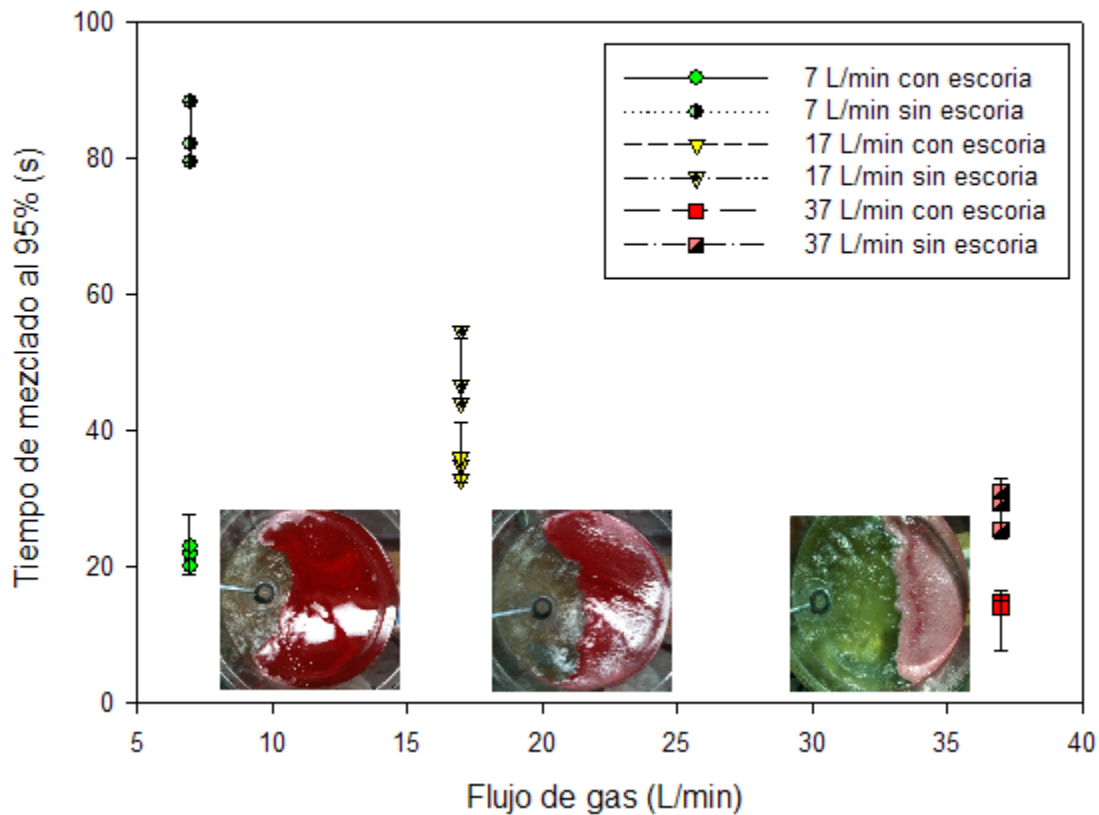 100
80
60
40
20
0
Tiempo de mezclado al 95% (s)
7 L/min con escoria
7 L/min sin escoria
17 L/min con escoria
17 L/min sin escoria
37 L/min con escoria
37 L/min sin escoria
5 10 15 20 25 30 35 40
Flujo de gas (L/min)